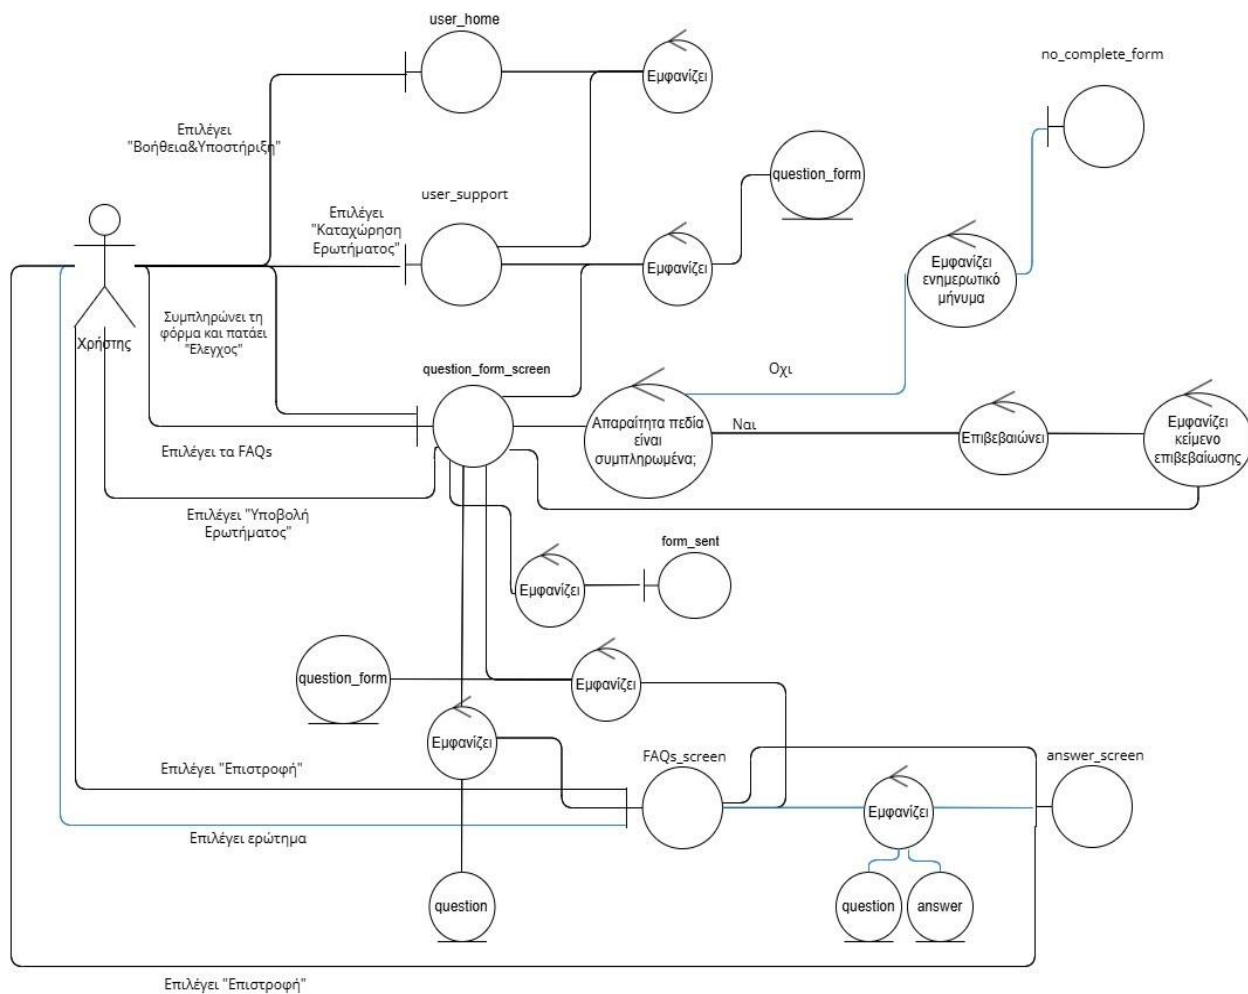 user_home
Εμφανίζει
no_complete_form
Επιλέγει
"Βοήθεια&Υποστήριξη"
question_form
user_support
Επιλέγει
"Καταχώρηση
Ερωτήματος"
Εμφανίζει
Εμφανίζει
ενημερωτικό
μήνυμα
Χρήστης
Συμπληρώνει τη
φόρμα και πατάει
"Έλεγχος"
question_form_screen
Οχι
Απαραίτητα πεδία
είναι
συμπληρωμένα;
Ναι
Επιβεβαιώνει
Εμφανίζει
κείμενο
επιβεβαίωσης
Επιλέγει τα FAQs
Επιλέγει "Υποβολή
Ερωτήματος"
form_sent
Εμφανίζει
question_form
Εμφανίζει
Εμφανίζει
FAQs_screen
answer_screen
Επιλέγει "Επιστροφή"
Εμφανίζει
Επιλέγει ερώτημα
question
question
answer
Επιλέγει "Επιστροφή"